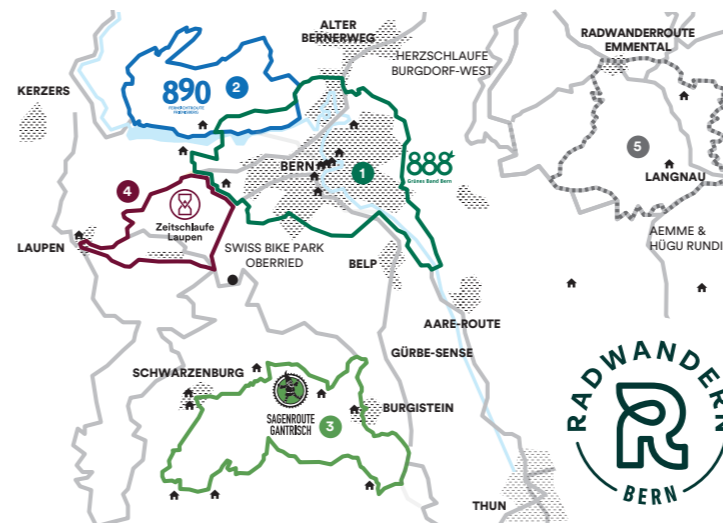 ALTER
BERNERWEG
RADWANDERROUTE
EMMENTAL
HERZSCHLAUFE
BURGDORF-WEST
KERZERS
890
2
5
BERN
1
888
Grünes Band Bern
LANGNAU
4
Zeitschlaufe
Laupen
LAUPEN
SWISS BIKE PARK
OBERRIED
BELP
AEMME &
HÜGU RUNDI
AARE-ROUTE
GÜRBE-SENSE
SCHWARZENBURG
SAGENROUTE
GANTRISCH
3
BURGISTEIN
THUN
RADWANDERN
R
BERN